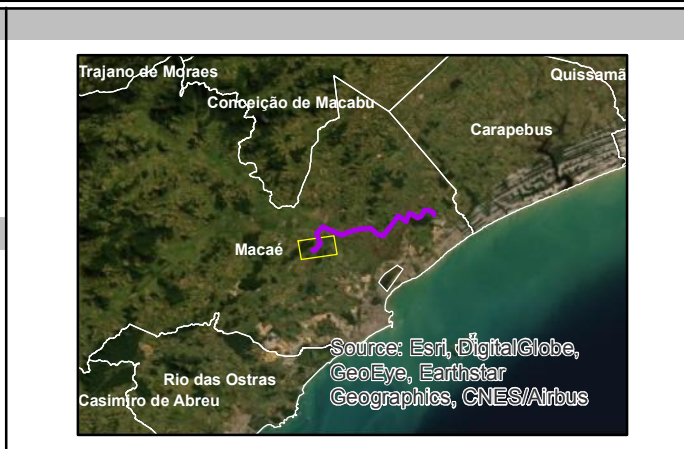 Trajano de Moraes
Quissamã
Conceição de Macabu
Carapebus
Macaé
Source: Esri, DigitalGlobe,
GeoEye, Earthstar
Geographics, CNES/Airbus
Rio das Ostras
Casimiro de Abreu